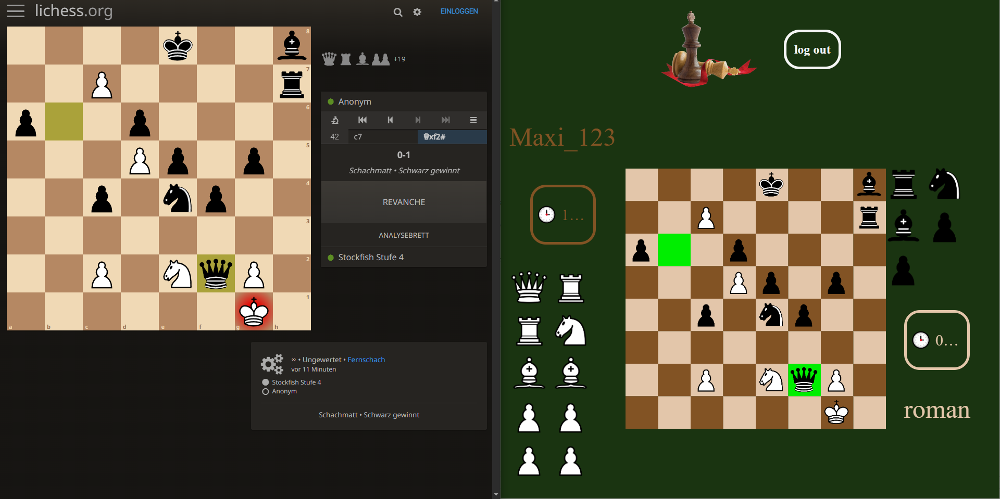 lichess.org
EINLOGGEN
8
7
6
5
4
3
2
1
a b c d e f g h
+19
Anonym
42 c7 ♛xf2#
0-1
Schachmatt • Schwarz gewinnt
REVANCHE
ANALYSEBRETT
Stockfish Stufe 4
∞ • Ungewertet • Fernschach
vor 11 Minuten
Stockfish Stufe 4
Anonym
Schachmatt • Schwarz gewinnt
log out
Maxi_123
1...
0...
roman